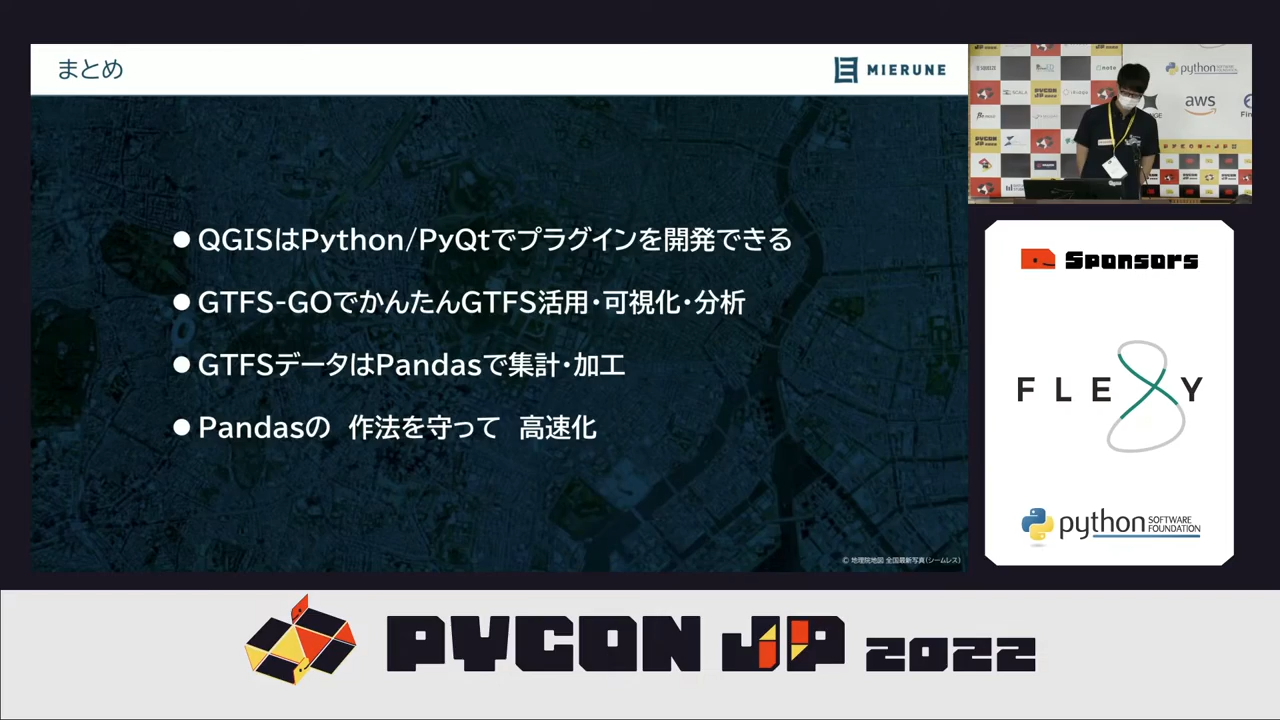 まとめ
MIERUNE
● QGISはPython/PyQtでプラグインを開発できる
● GTFS-GOでかんたんGTFS活用・可視化・分析
● GTFSデータはPandasで集計・加工
● Pandasの 作法を守って 高速化
© 地理院地図 全国最新写真(シームレス)
python
aws
Sponsors
FLEXY
python SOFTWARE FOUNDATION
PYCON JP 2022